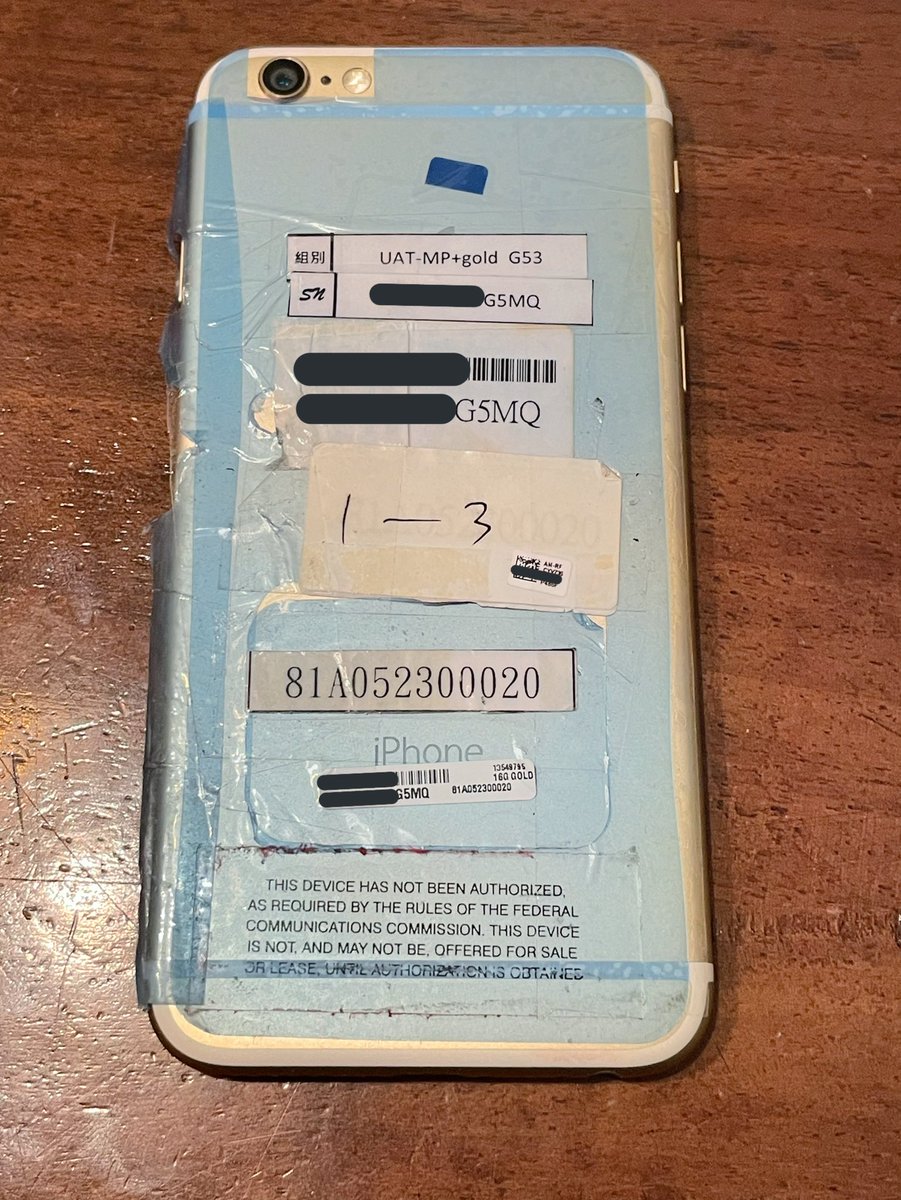 組別 UAT-MP+gold G53
SN G5MQ
G5MQ
1 — 3
81A052300020
iPhone
13549795
16G GOLD
G5MQ 81A052300020
THIS DEVICE HAS NOT BEEN AUTHORIZED,
AS REQUIRED BY THE RULES OF THE FEDERAL
COMMUNICATIONS COMMISSION. THIS DEVICE
IS NOT, AND MAY NOT BE, OFFERED FOR SALE
OR LEASE, UNTIL AUTHORIZATION IS OBTAINED